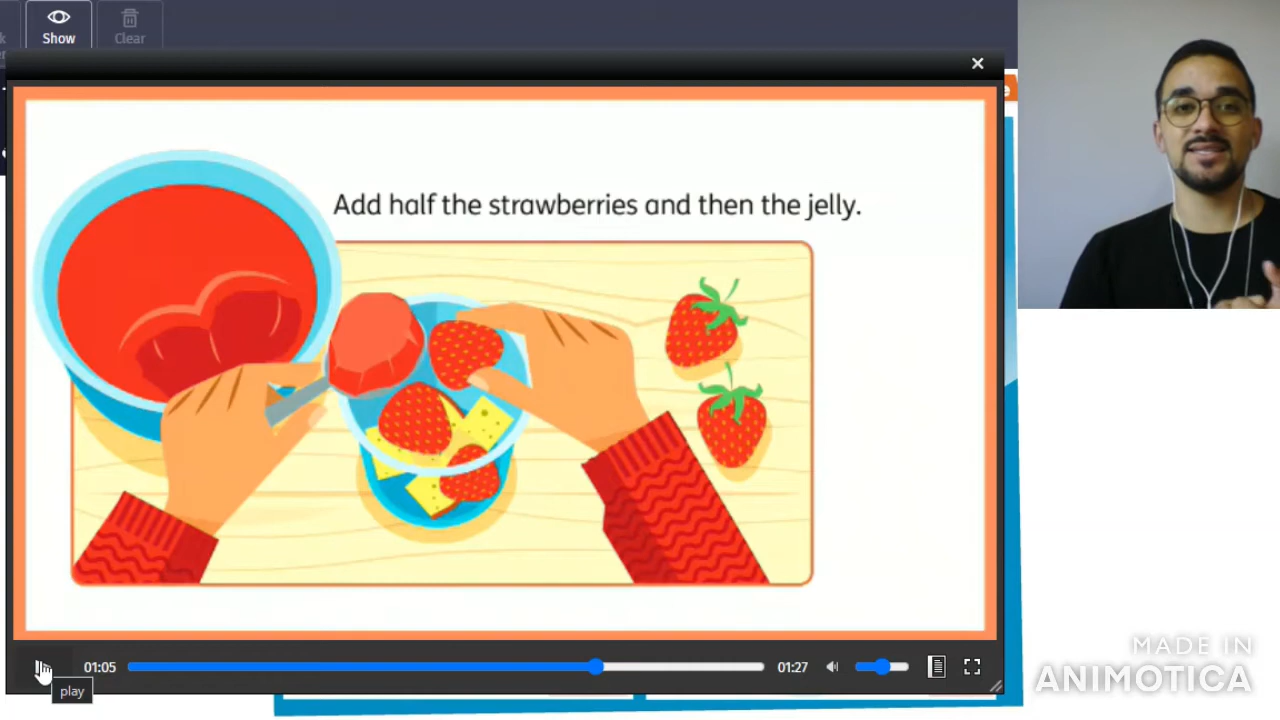 Show
Clear
Add half the strawberries and then the jelly.
01:05
01:27
play
MADE IN
ANIMOTICA